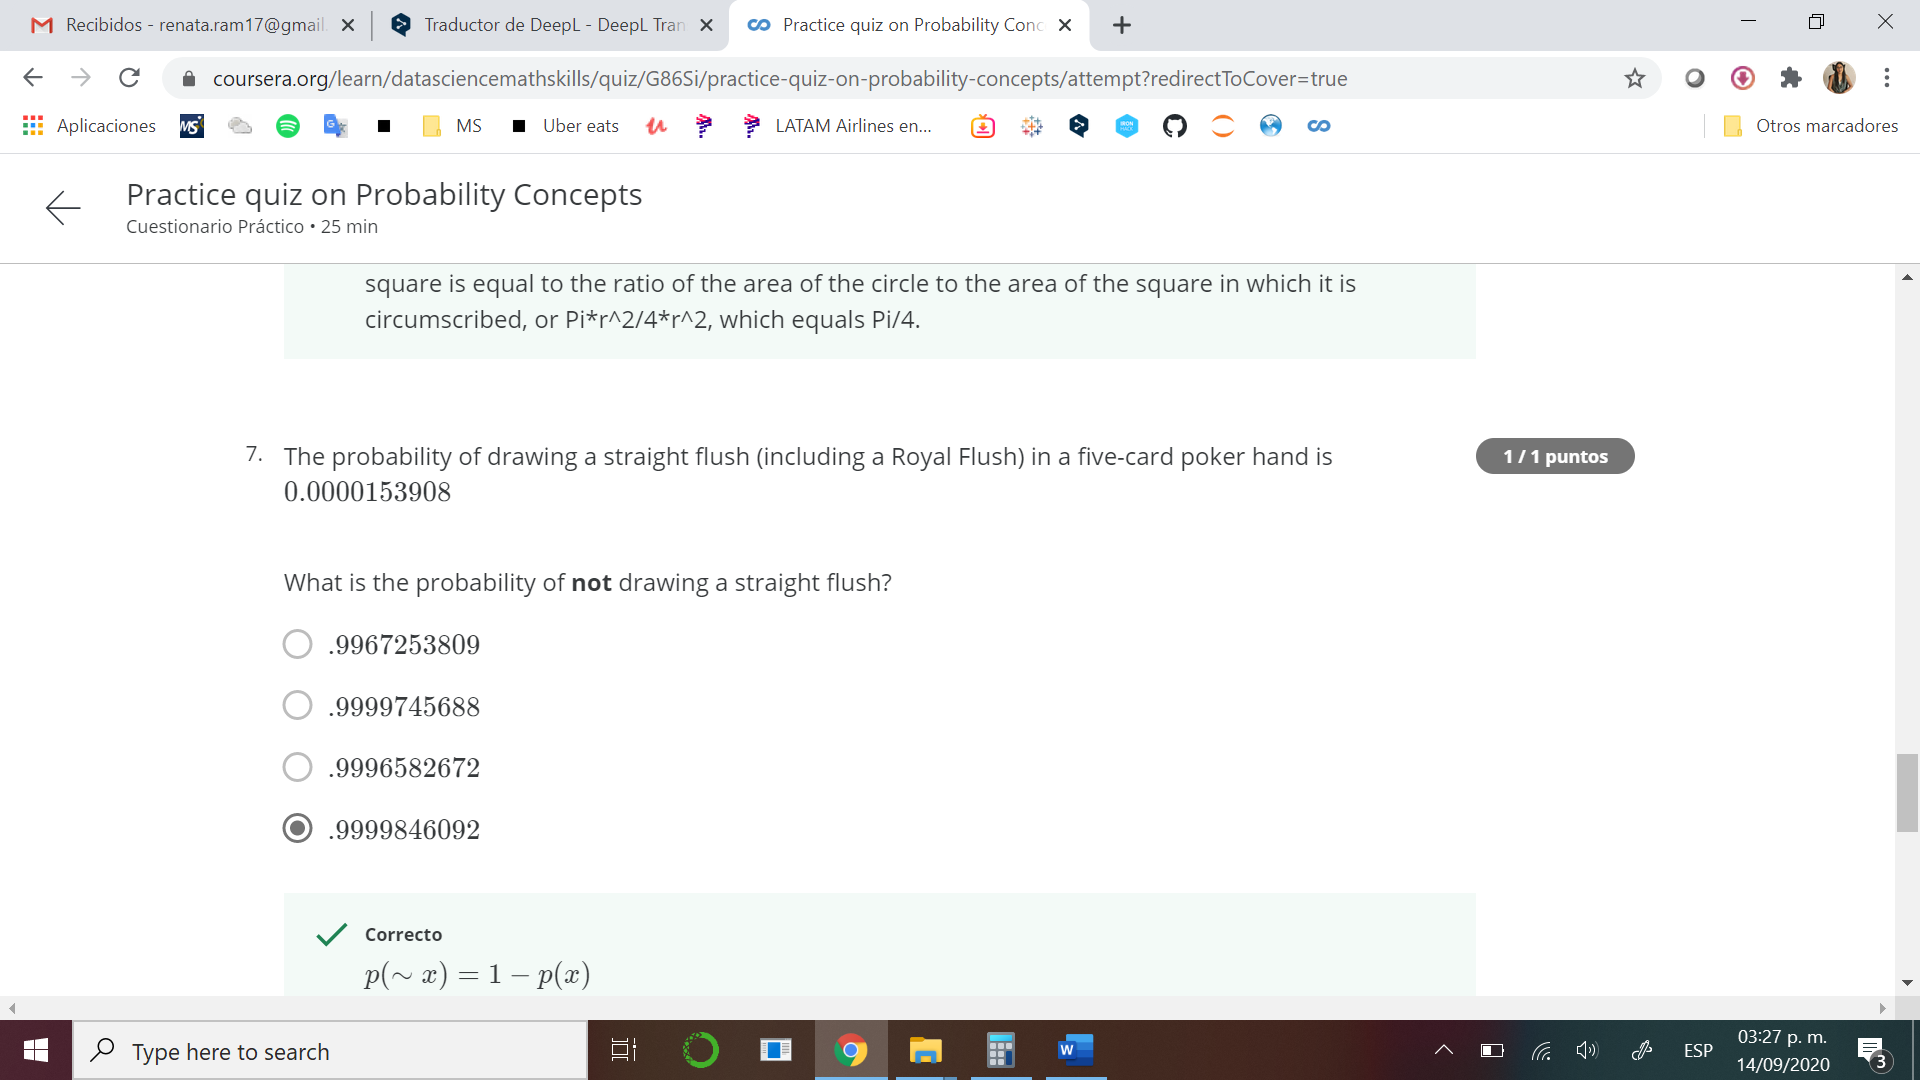 Recibidos - renata.ram17@gmail.
Traductor de DeepL - DeepL Tran
Practice quiz on Probability Conc
coursera.org/learn/datasciencemathskills/quiz/G86Si/practice-quiz-on-probability-concepts/attempt?redirectToCover=true
Aplicaciones
MS
MS
Uber eats
LATAM Airlines en...
Otros marcadores
Practice quiz on Probability Concepts
Cuestionario Práctico • 25 min
square is equal to the ratio of the area of the circle to the area of the square in which it is
circumscribed, or Pi*r^2/4*r^2, which equals Pi/4.
7. The probability of drawing a straight flush (including a Royal Flush) in a five-card poker hand is
0.0000153908
1 / 1 puntos
What is the probability of not drawing a straight flush?
.9967253809
.9999745688
.9996582672
.9999846092
Correcto
p(∼ x) = 1 − p(x)
Type here to search
W
ESP
03:27 p. m.
14/09/2020
3